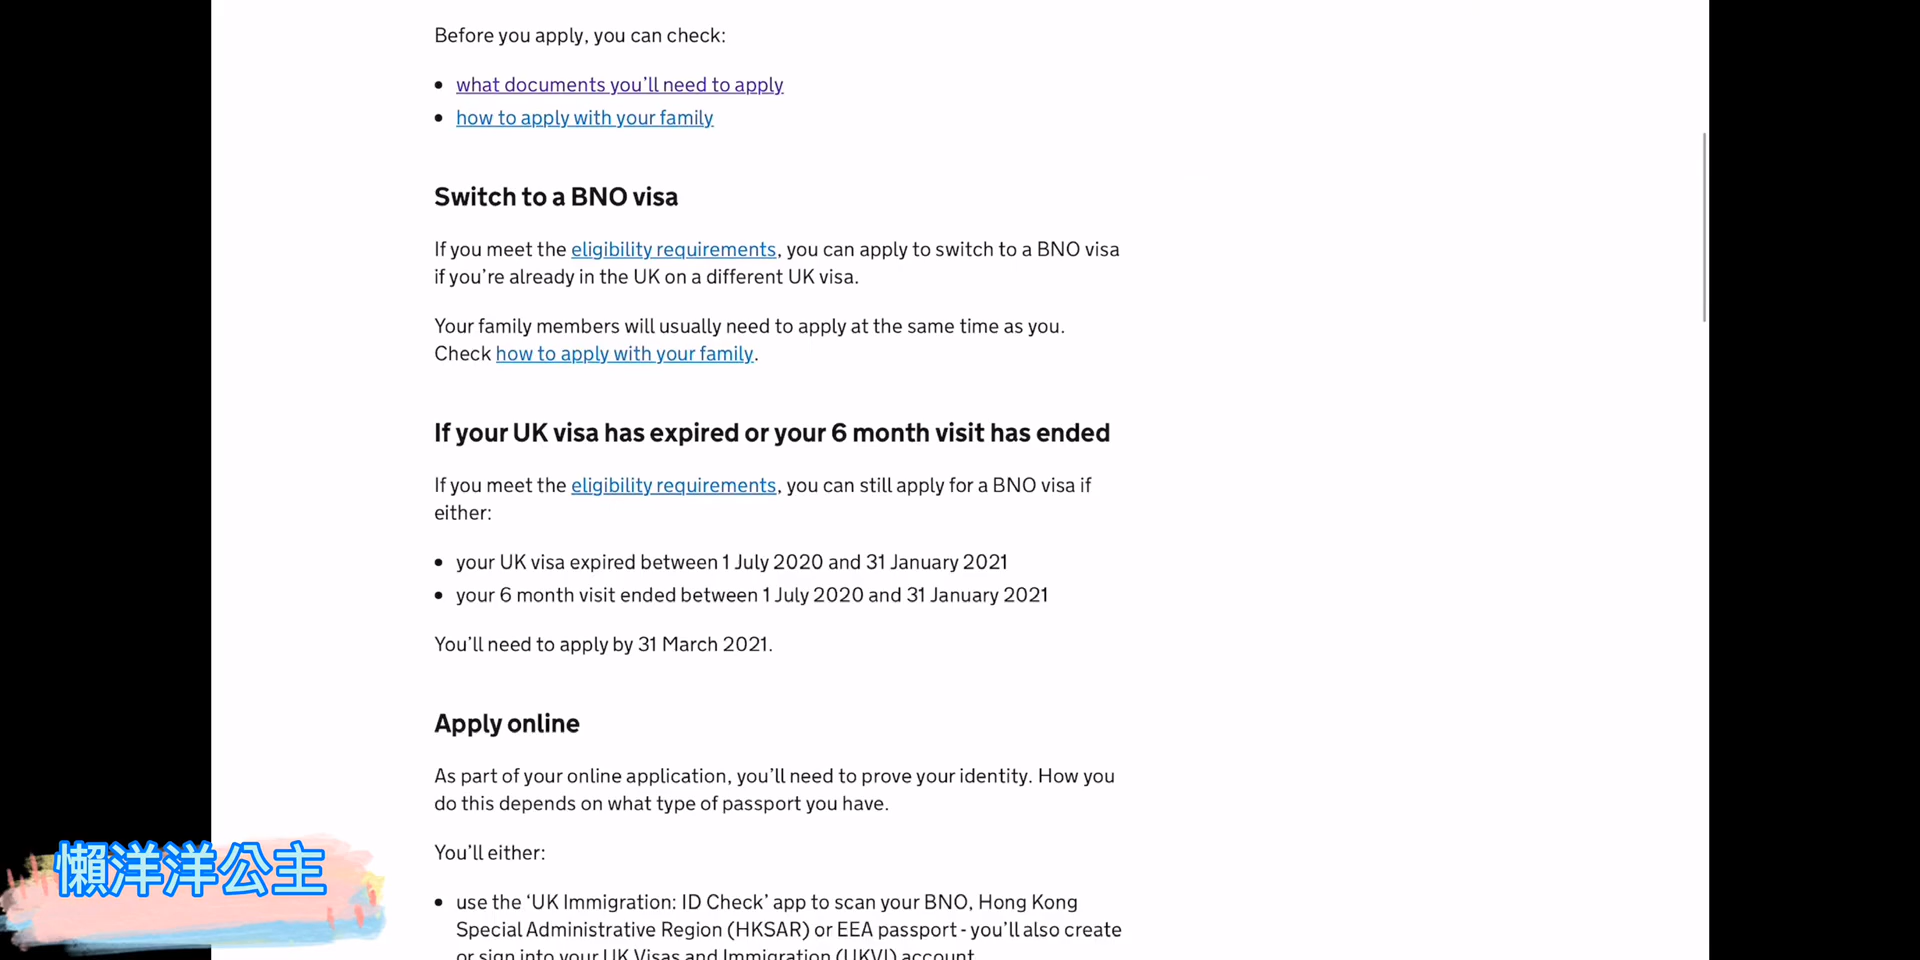 Before you apply, you can check:
what documents you'll need to apply
how to apply with your family
Switch to a BNO visa
If you meet the eligibility requirements, you can apply to switch to a BNO visa
if you're already in the UK on a different UK visa.
Your family members will usually need to apply at the same time as you.
Check how to apply with your family.
If your UK visa has expired or your 6 month visit has ended
If you meet the eligibility requirements, you can still apply for a BNO visa if
either:
your UK visa expired between 1 July 2020 and 31 January 2021
your 6 month visit ended between 1 July 2020 and 31 January 2021
You'll need to apply by 31 March 2021.
Apply online
As part of your online application, you'll need to prove your identity. How you
do this depends on what type of passport you have.
You'll either:
use the 'UK Immigration: ID Check' app to scan your BNO, Hong Kong
Special Administrative Region (HKSAR) or EEA passport - you'll also create
or sign into your UK Visas and Immigration (UKVI) account
懶洋洋公主